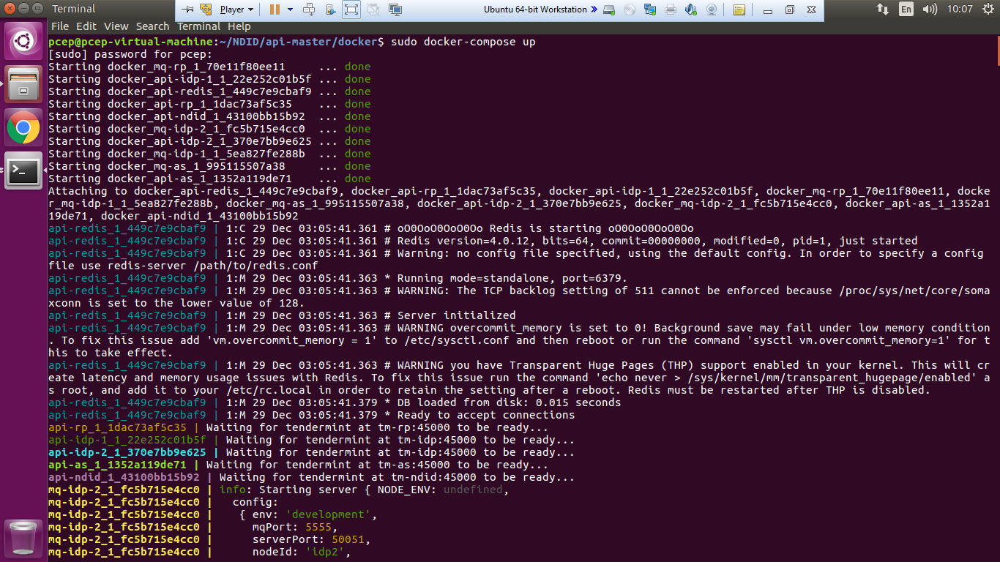 Terminal
Player
Ubuntu 64-bit Workstation
En
10:07
File Edit View Search Terminal Help
pcep@pcep-virtual-machine:~/NDID/api-master/docker$ sudo docker-compose up
[sudo] password for pcep:
Starting docker_mq-rp_1_70e11f80ee11 ... done
Starting docker_api-idp-1_1_22e252c01b5f ... done
Starting docker_api-redis_1_449c7e9cbaf9 ... done
Starting docker_api-rp_1_1dac73af5c35 ... done
Starting docker_api-ndid_1_43100bb15b92 ... done
Starting docker_mq-idp-2_1_fc5b715e4cc0 ... done
Starting docker_api-idp-2_1_370e7bb9e625 ... done
Starting docker_mq-idp-1_1_5ea827fe288b ... done
Starting docker_mq-as_1_995115507a38 ... done
Starting docker_api-as_1_1352a119de71 ... done
Attaching to docker_api-redis_1_449c7e9cbaf9, docker_api-rp_1_1dac73af5c35, docker_api-idp-1_1_22e252c01b5f, docker_mq-rp_1_70e11f80ee11, docke
r_mq-idp-1_1_5ea827fe288b, docker_mq-as_1_995115507a38, docker_api-idp-2_1_370e7bb9e625, docker_mq-idp-2_1_fc5b715e4cc0, docker_api-as_1_1352a1
19de71, docker_api-ndid_1_43100bb15b92
api-redis_1_449c7e9cbaf9 | 1:C 29 Dec 03:05:41.361 # oO0OoO0OoO0Oo Redis is starting oO0OoO0OoO0Oo
api-redis_1_449c7e9cbaf9 | 1:C 29 Dec 03:05:41.361 # Redis version=4.0.12, bits=64, commit=00000000, modified=0, pid=1, just started
api-redis_1_449c7e9cbaf9 | 1:C 29 Dec 03:05:41.361 # Warning: no config file specified, using the default config. In order to specify a config
file use redis-server /path/to/redis.conf
api-redis_1_449c7e9cbaf9 | 1:M 29 Dec 03:05:41.363 * Running mode=standalone, port=6379.
api-redis_1_449c7e9cbaf9 | 1:M 29 Dec 03:05:41.363 # WARNING: The TCP backlog setting of 511 cannot be enforced because /proc/sys/net/core/soma
xconn is set to the lower value of 128.
api-redis_1_449c7e9cbaf9 | 1:M 29 Dec 03:05:41.363 # Server initialized
api-redis_1_449c7e9cbaf9 | 1:M 29 Dec 03:05:41.363 # WARNING overcommit_memory is set to 0! Background save may fail under low memory condition
. To fix this issue add 'vm.overcommit_memory = 1' to /etc/sysctl.conf and then reboot or run the command 'sysctl vm.overcommit_memory=1' for t
his to take effect.
api-redis_1_449c7e9cbaf9 | 1:M 29 Dec 03:05:41.363 # WARNING you have Transparent Huge Pages (THP) support enabled in your kernel. This will cr
eate latency and memory usage issues with Redis. To fix this issue run the command 'echo never > /sys/kernel/mm/transparent_hugepage/enabled' a
s root, and add it to your /etc/rc.local in order to retain the setting after a reboot. Redis must be restarted after THP is disabled.
api-redis_1_449c7e9cbaf9 | 1:M 29 Dec 03:05:41.379 * DB loaded from disk: 0.015 seconds
api-redis_1_449c7e9cbaf9 | 1:M 29 Dec 03:05:41.379 * Ready to accept connections
api-rp_1_1dac73af5c35 | Waiting for tendermint at tm-rp:45000 to be ready...
api-idp-1_1_22e252c01b5f | Waiting for tendermint at tm-idp:45000 to be ready...
api-idp-2_1_370e7bb9e625 | Waiting for tendermint at tm-idp:45000 to be ready...
api-as_1_1352a119de71 | Waiting for tendermint at tm-as:45000 to be ready...
api-ndid_1_43100bb15b92 | Waiting for tendermint at tm-ndid:45000 to be ready...
mq-idp-2_1_fc5b715e4cc0 | info: Starting server { NODE_ENV: undefined,
mq-idp-2_1_fc5b715e4cc0 | config:
mq-idp-2_1_fc5b715e4cc0 | { env: 'development',
mq-idp-2_1_fc5b715e4cc0 | mqPort: 5555,
mq-idp-2_1_fc5b715e4cc0 | serverPort: 50051,
mq-idp-2_1_fc5b715e4cc0 | nodeId: 'idp2',